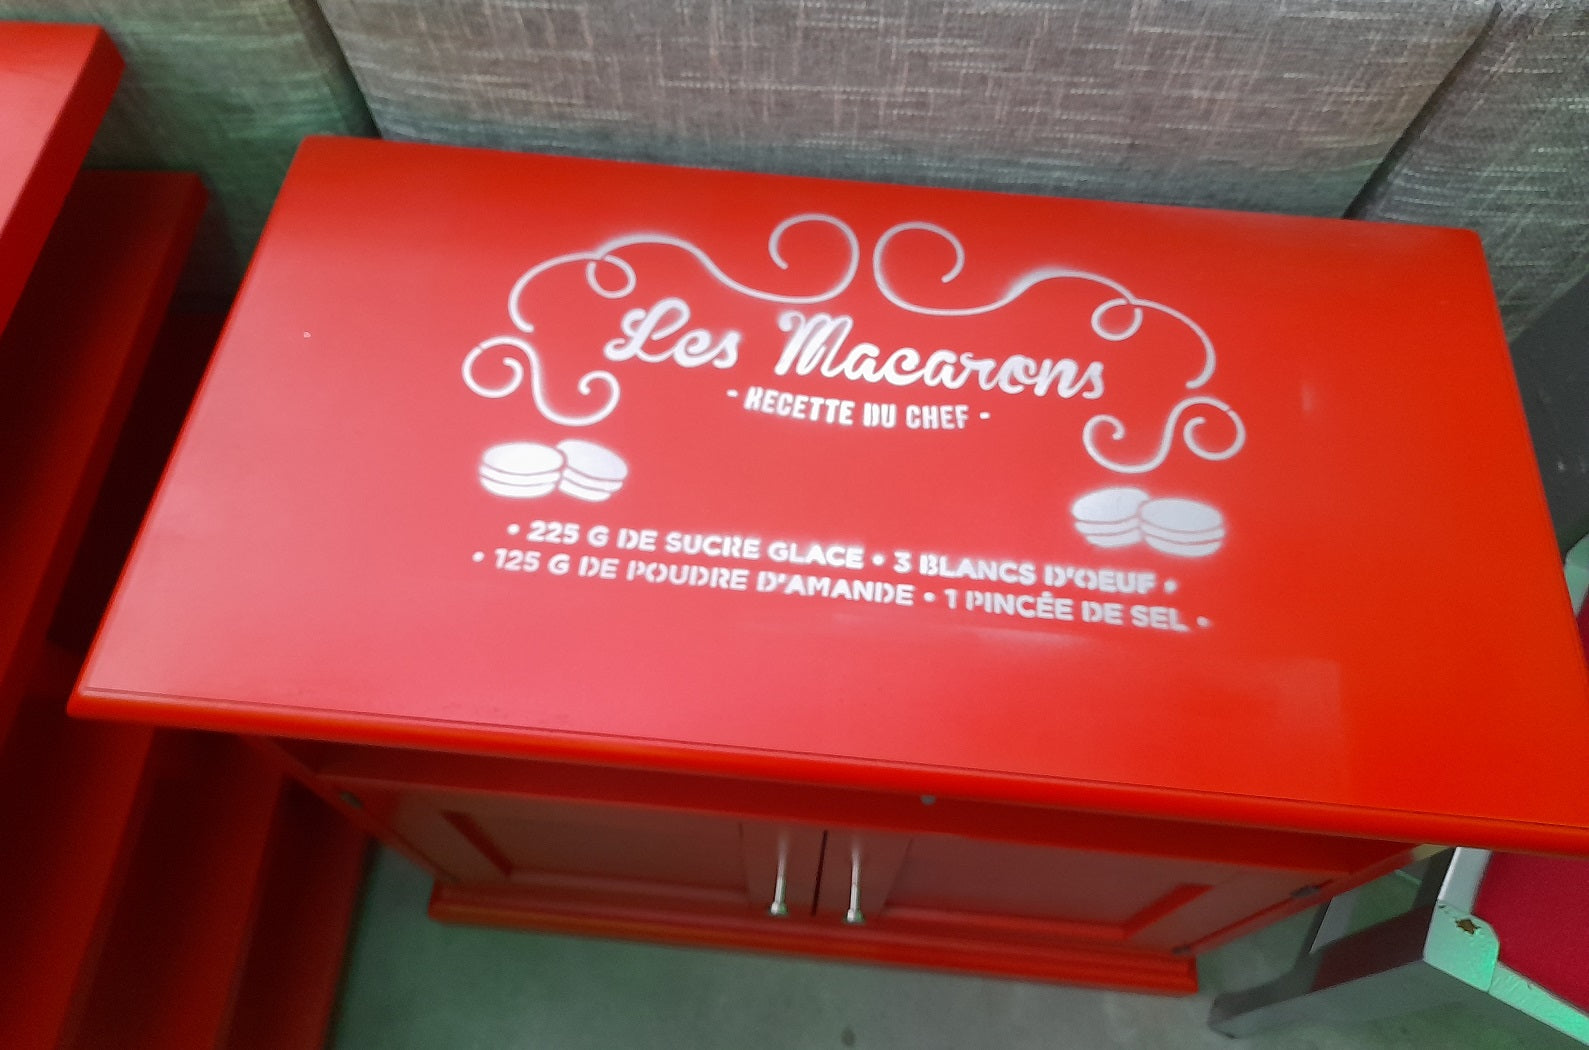 Les Macarons
- RECETTE DU CHEF -
• 225 G DE SUCRE GLACE • 3 BLANCS D'OEUF •
• 125 G DE POUDRE D'AMANDE • 1 PINCÉE DE SEL •